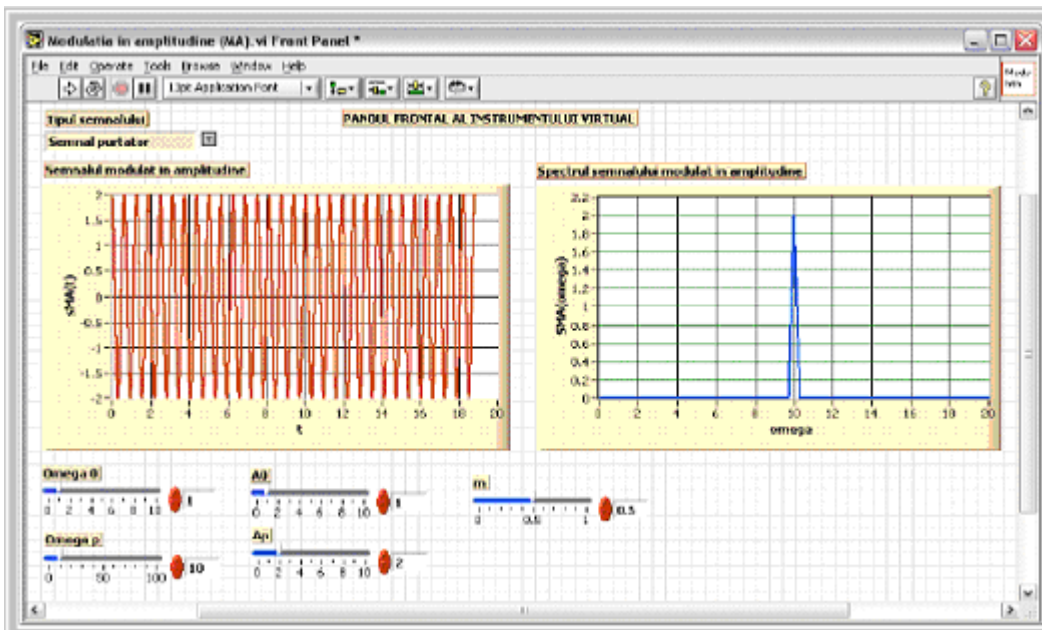 Modulatia in amplitudine (MA).vi Front Panel *
File Edit Operate Tools Browse Window Help
13pt Application Font
Tipul semnalului
PANOUL FRONTAL AL INSTRUMENTULUI VIRTUAL
Semnal purtator
Semnalul modulat in amplitudine
sMA(t)
2
1.5
1
0.5
0
-0.5
-1
-1.5
-2
0 2 4 6 8 10 12 14 16 18 20
t
Spectrul semnalului modulat in amplitudine
SMA(omega)
2.2
2
1.8
1.6
1.4
1.2
1
0.8
0.6
0.4
0.2
0
0 2 4 6 8 10 12 14 16 18 20
omega
Omega 0
0 2 4 6 8 10
1
A0
0 2 4 6 8 10
1
m
0 0.5 1
0.5
Omega p
0 50 100
10
Ap
0 2 4 6 8 10
2